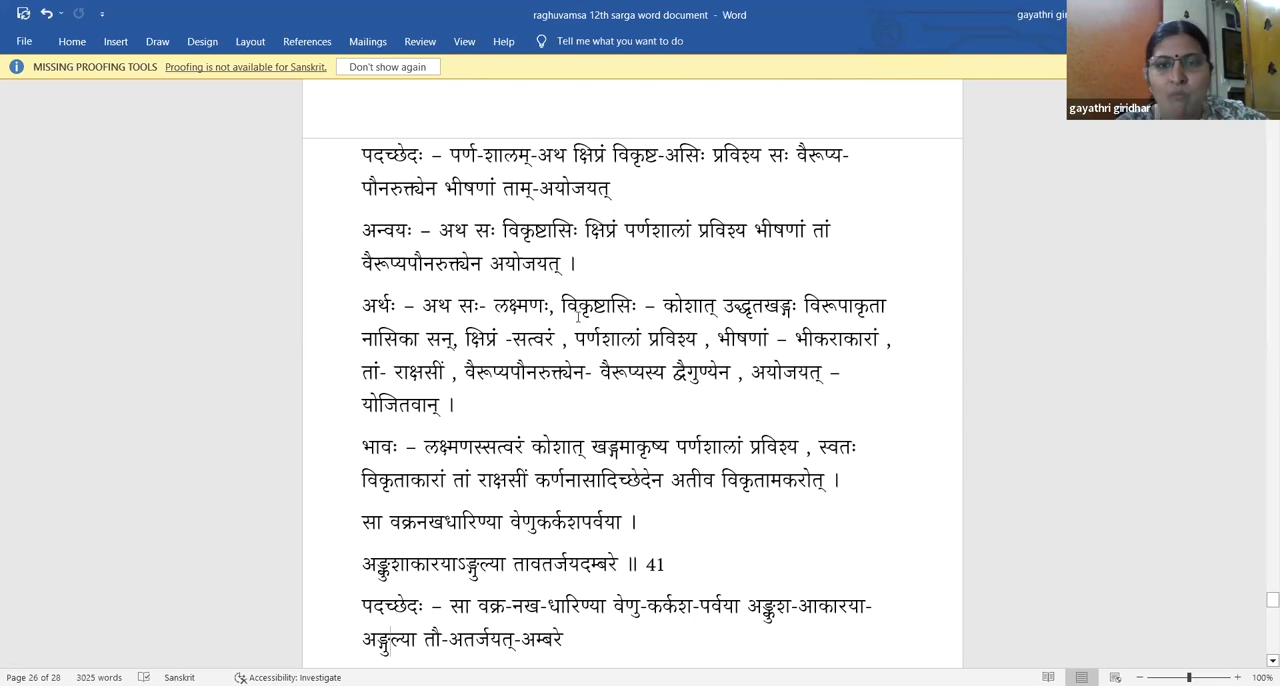 raghuvamsa 12th sarga word document - Word
gayathri gir
File Home Insert Draw Design Layout References Mailings Review View Help Tell me what you want to do
MISSING PROOFING TOOLS Proofing is not available for Sanskrit. Don't show again
gayathri giridhar
पदच्छेदः – पर्ण-शालम्-अथ क्षिप्रं विकृष्ट-असिः प्रविश्य सः वैरूप्य-
पौनरुक्त्येन भीषणां ताम्-अयोजयत्
अन्वयः – अथ सः विकृष्टासिः क्षिप्रं पर्णशालां प्रविश्य भीषणां तां
वैरूप्यपौनरुक्त्येन अयोजयत् ।
अर्थः – अथ सः- लक्ष्मणः, विकृष्टासिः – कोशात् उद्धृतखड्गः विरूपाकृता
नासिका सन्, क्षिप्रं -सत्वरं , पर्णशालां प्रविश्य , भीषणां – भीकराकारां ,
तां- राक्षसीं , वैरूप्यपौनरुक्त्येन- वैरूप्यस्य द्वैगुण्येन , अयोजयत् –
योजितवान् ।
भावः – लक्ष्मणस्सत्वरं कोशात् खड्गमाकृष्य पर्णशालां प्रविश्य , स्वतः
विकृताकारां तां राक्षसीं कर्णनासादिच्छेदेन अतीव विकृतामकरोत् ।
सा वक्रनखधारिण्या वेणुकर्कशपर्वया ।
अङ्कुशाकारयाऽङ्गुल्या तावतर्जयदम्बरे ॥ 41
पदच्छेदः – सा वक्र-नख-धारिण्या वेणु-कर्कश-पर्वया अङ्कुश-आकारया-
अङ्गुल्या तौ-अतर्जयत्-अम्बरे
Page 26 of 28 3025 words Sanskrit Accessibility: Investigate 100%